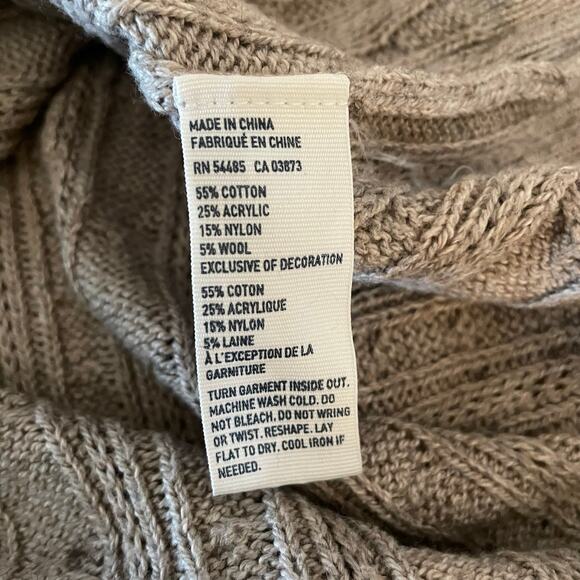 MADE IN CHINA
FABRIQUÉ EN CHINE
RN 54485 CA 03873
55% COTTON
25% ACRYLIC
15% NYLON
5% WOOL
EXCLUSIVE OF DECORATION
55% COTON
25% ACRYLIQUE
15% NYLON
5% LAINE
À L'EXCEPTION DE LA
GARNITURE
TURN GARMENT INSIDE OUT.
MACHINE WASH COLD. DO
NOT BLEACH. DO NOT WRING
OR TWIST. RESHAPE. LAY
FLAT TO DRY. COOL IRON IF
NEEDED.